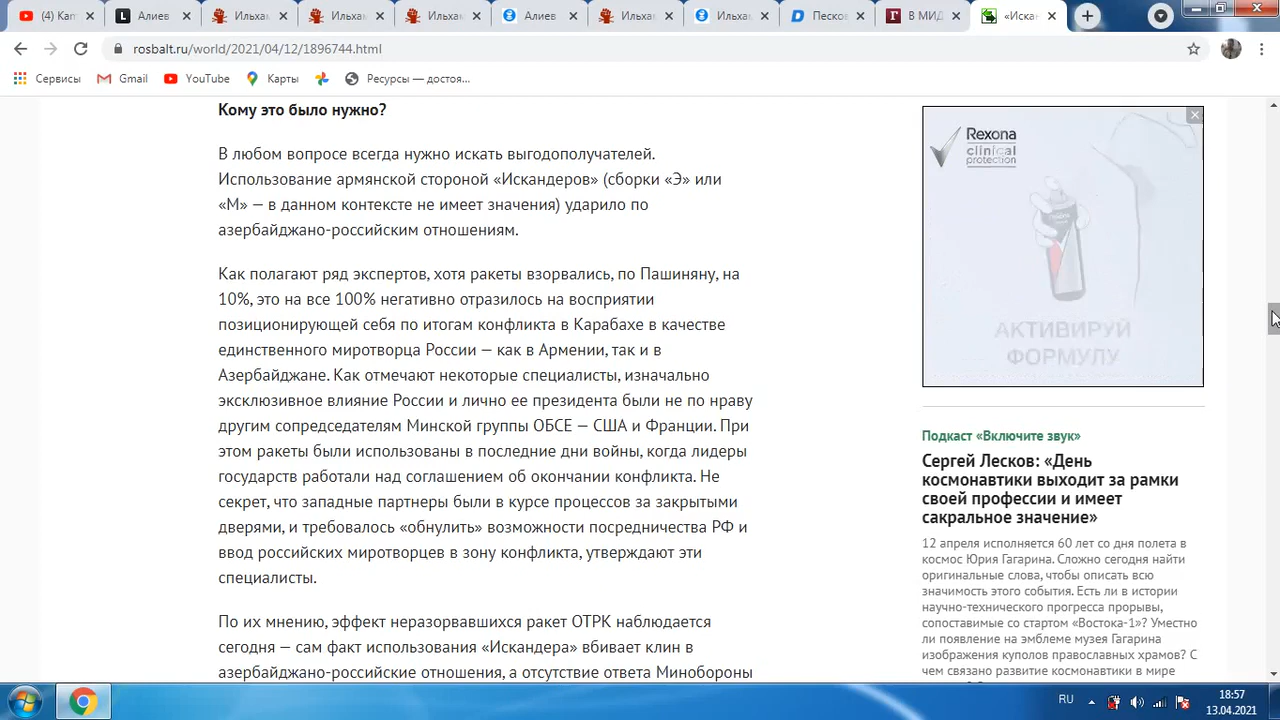 (4) Кат
Алиев
Ильхам
Ильхам
Ильхам
Алиев
Ильхам
Ильхам
Песков
В МИД
«Искан
rosbalt.ru/world/2021/04/12/1896744.html
Сервисы
Gmail
YouTube
Карты
Ресурсы — достоя...
Кому это было нужно?
В любом вопросе всегда нужно искать выгодополучателей.
Использование армянской стороной «Искандеров» (сборки «Э» или
«М» — в данном контексте не имеет значения) ударило по
азербайджано-российским отношениям.
Как полагают ряд экспертов, хотя ракеты взорвались, по Пашиняну, на
10%, это на все 100% негативно отразилось на восприятии
позиционирующей себя по итогам конфликта в Карабахе в качестве
единственного миротворца России — как в Армении, так и в
Азербайджане. Как отмечают некоторые специалисты, изначально
эксклюзивное влияние России и лично ее президента были не по нраву
другим сопредседателям Минской группы ОБСЕ — США и Франции. При
этом ракеты были использованы в последние дни войны, когда лидеры
государств работали над соглашением об окончании конфликта. Не
секрет, что западные партнеры были в курсе процессов за закрытыми
дверями, и требовалось «обнулить» возможности посредничества РФ и
ввод российских миротворцев в зону конфликта, утверждают эти
специалисты.
По их мнению, эффект неразорвавшихся ракет ОТРК наблюдается
сегодня — сам факт использования «Искандера» вбивает клин в
азербайджано-российские отношения, а отсутствие ответа Минобороны
Rexona
clinical
protection
АКТИВИРУЙ
ФОРМУЛУ
Подкаст «Включите звук»
Сергей Лесков: «День
космонавтики выходит за рамки
своей профессии и имеет
сакральное значение»
12 апреля исполняется 60 лет со дня полета в
космос Юрия Гагарина. Сложно сегодня найти
оригинальные слова, чтобы описать всю
значимость этого события. Есть ли в истории
научно-технического прогресса прорывы,
сопоставимые со стартом «Востока-1»? Уместно
ли появление на эмблеме музея Гагарина
изображения куполов православных храмов? С
чем связано развитие космонавтики в мире
RU
18:57
13.04.2021